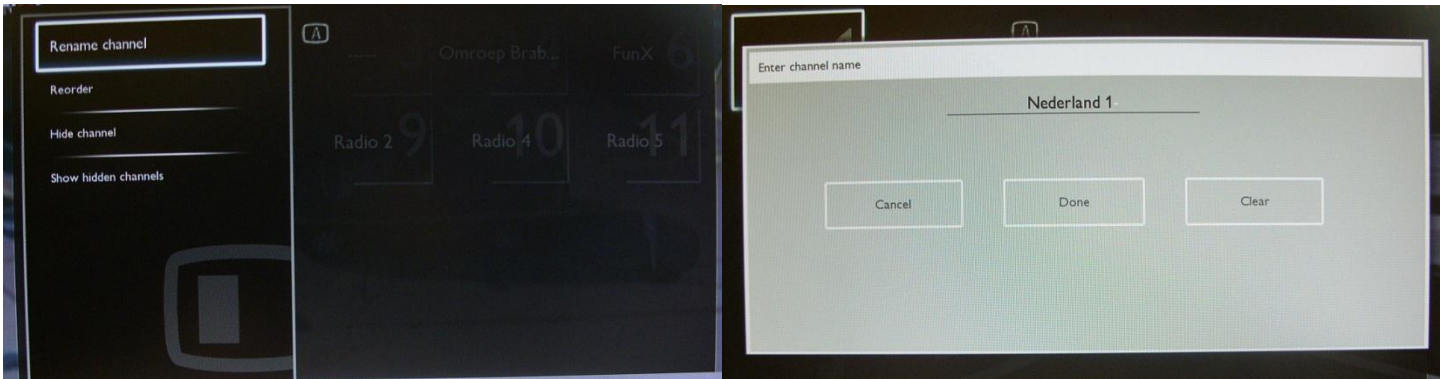 Rename channel
Reorder
Hide channel
Show hidden channels
A
----- Omroep Brab... FunX 6
Radio 2 9 Radio 4 10 Radio 5 11
A
Enter channel name
Nederland 1
Cancel Done Clear